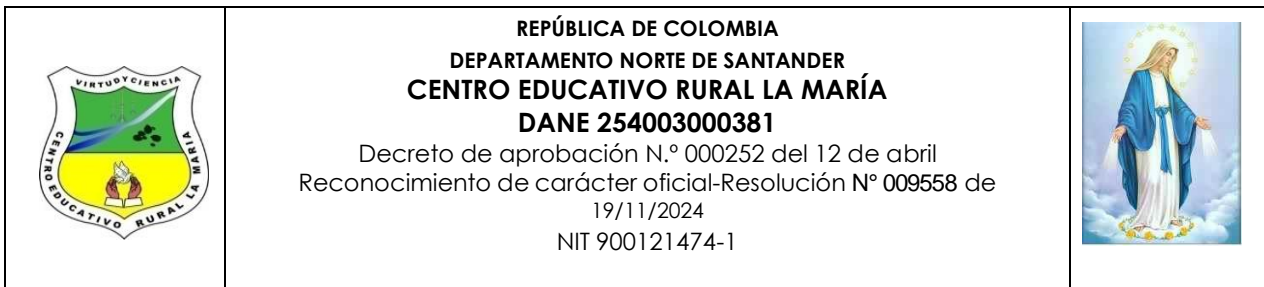 VIRTUD Y CIENCIA
CENTRO EDUCATIVO RURAL LA MARIA
REPÚBLICA DE COLOMBIA
DEPARTAMENTO NORTE DE SANTANDER
CENTRO EDUCATIVO RURAL LA MARÍA
DANE 254003000381
Decreto de aprobación N.º 000252 del 12 de abril
Reconocimiento de carácter oficial-Resolución N° 009558 de
19/11/2024
NIT 900121474-1